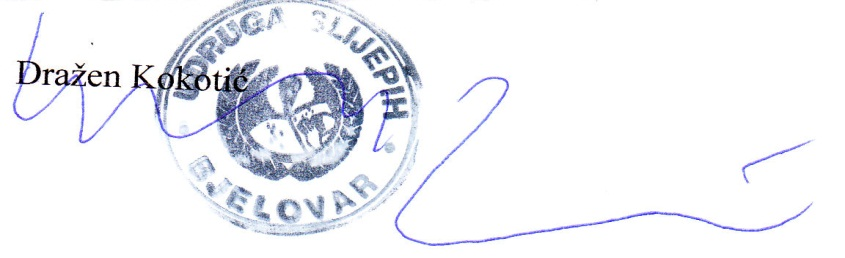 Dražen Kokotić
UDRUGA SLIJEPIH
BJELOVAR